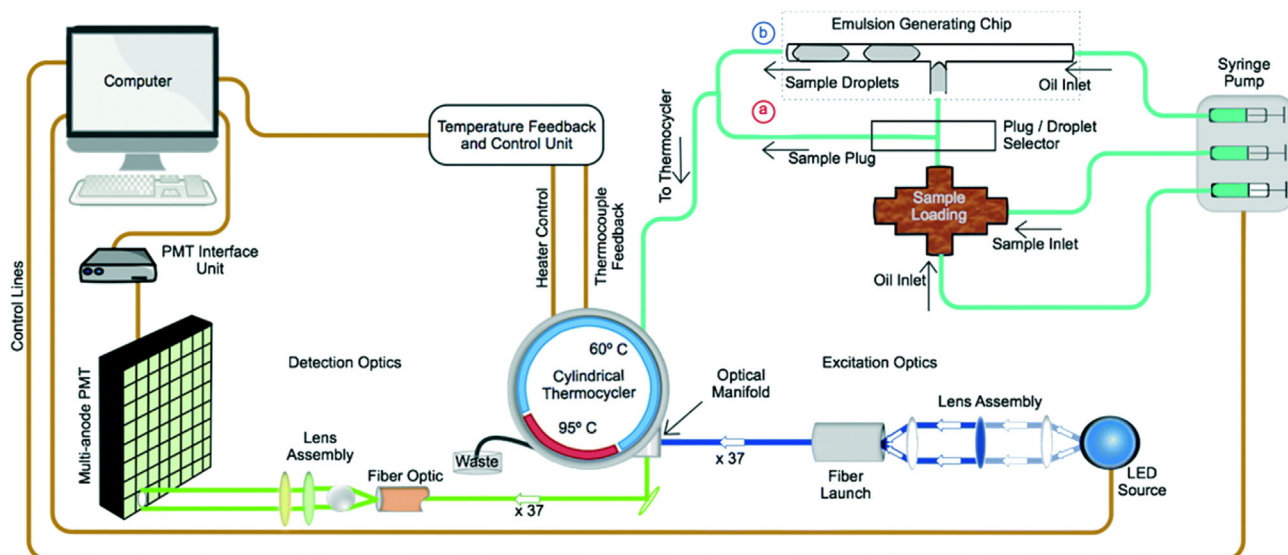 Emulsion Generating Chip
b
Computer
Sample Droplets
Oil Inlet
Syringe
Pump
a
Temperature Feedback
and Control Unit
Plug / Droplet
Selector
Sample Plug
To Thermocycler
Sample
Loading
Sample Inlet
PMT Interface
Unit
Heater Control
Thermocouple
Feedback
Oil Inlet
Control Lines
Multi-anode PMT
Detection Optics
60º C
Cylindrical
Thermocycler
95º C
Optical
Manifold
Excitation Optics
Lens Assembly
Lens
Assembly
Waste
Fiber Optic
x 37
x 37
Fiber
Launch
LED
Source